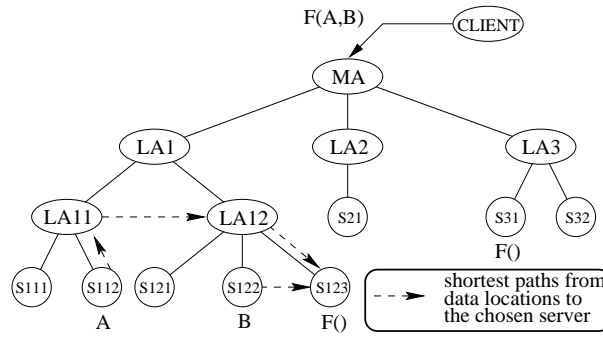 F(A,B)
CLIENT
MA
LA1
LA2
LA3
LA11
LA12
S21
S31
S32
F()
S111
S112
S121
S122
S123
A
B
F()
shortest paths from
data locations to
the chosen server